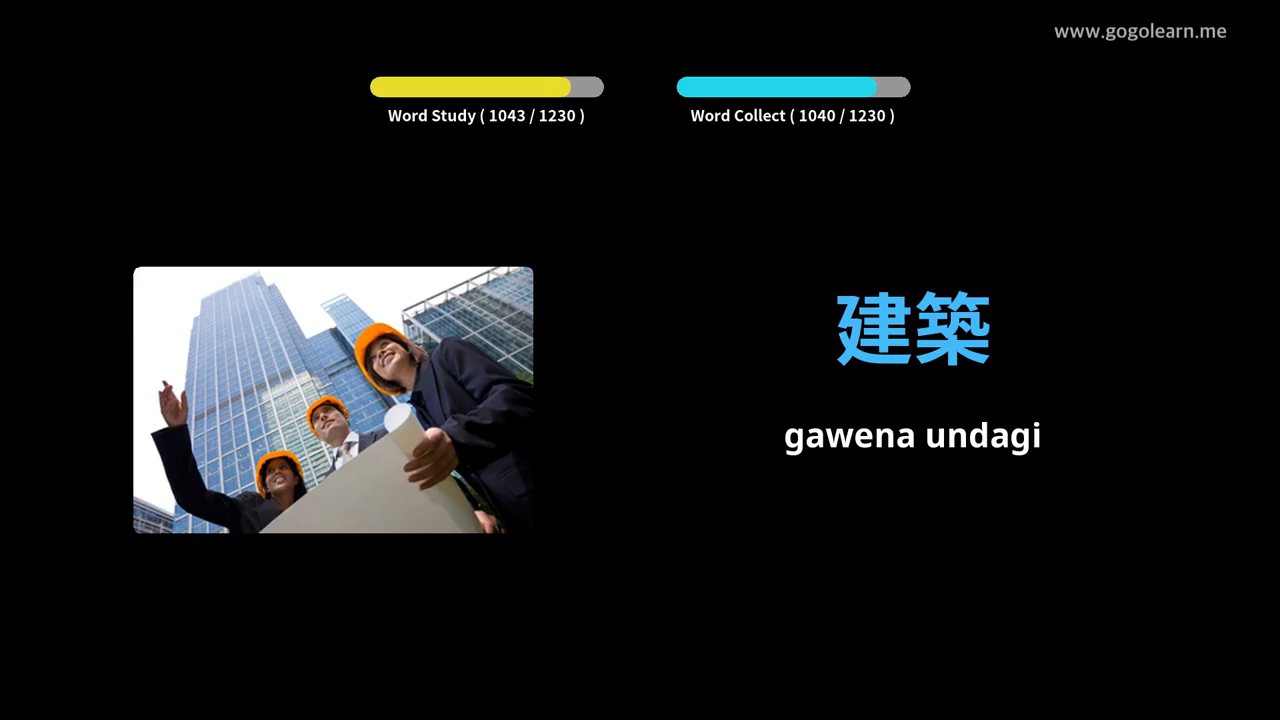 www.gogolearn.me
Word Study ( 1043 / 1230 )
Word Collect ( 1040 / 1230 )
建築
gawena undagi